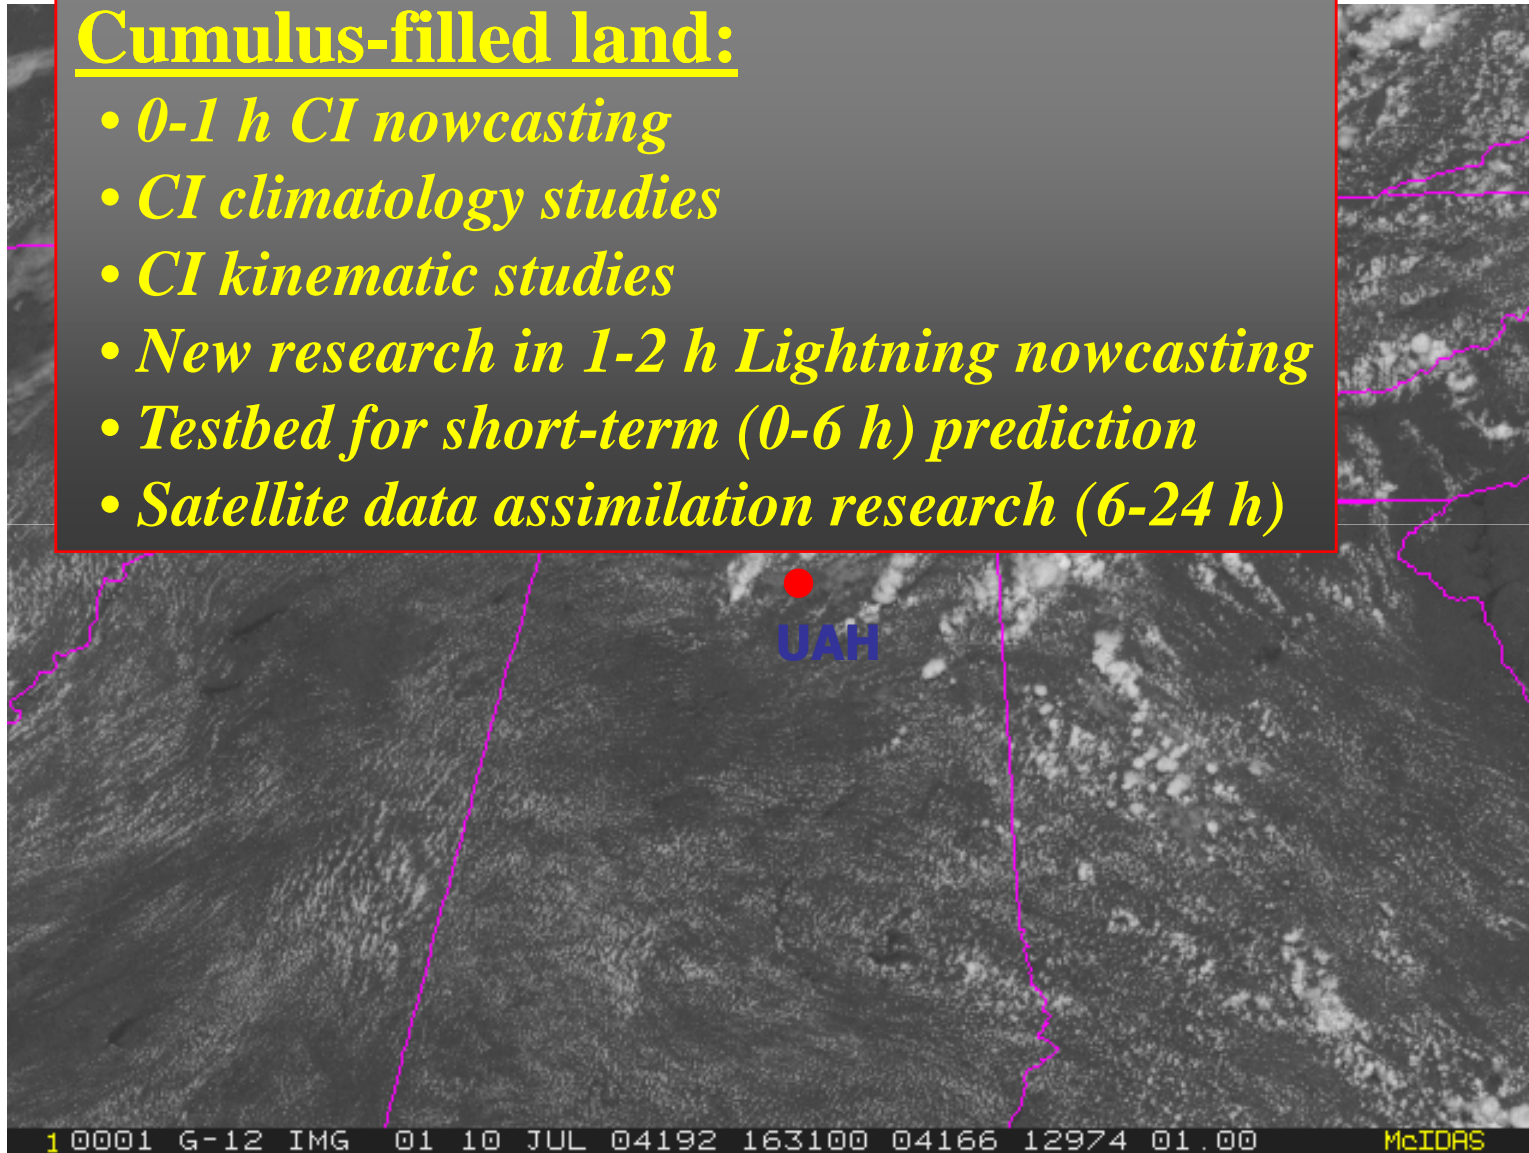 Cumulus-filled land:
• 0-1 h CI nowcasting
• CI climatology studies
• CI kinematic studies
• New research in 1-2 h Lightning nowcasting
• Testbed for short-term (0-6 h) prediction
• Satellite data assimilation research (6-24 h)
UAH
1 0001 G-12 IMG 01 10 JUL 04192 163100 04166 12974 01.00 McIDAS